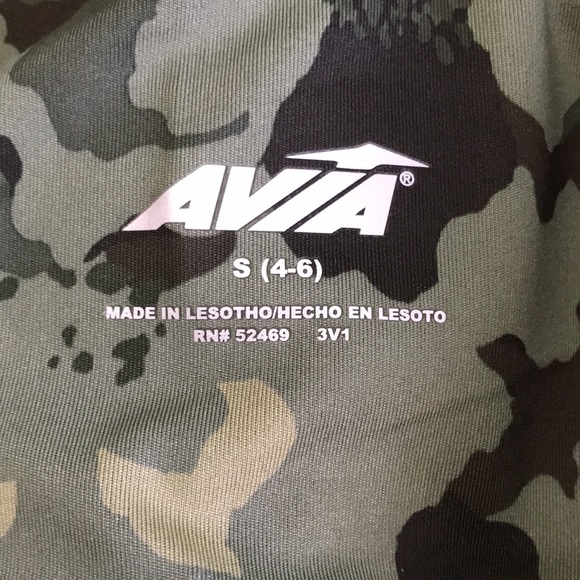 AVIA®
S (4-6)
MADE IN LESOTHO/HECHO EN LESOTO
RN# 52469 3V1